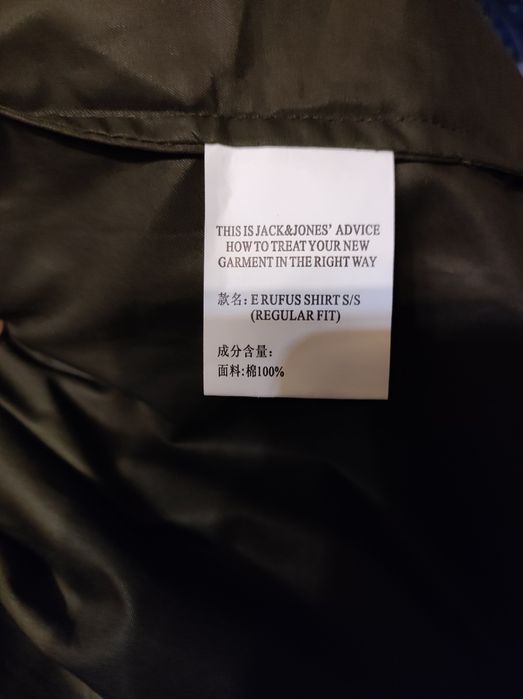 THIS IS JACK&JONES' ADVICE
HOW TO TREAT YOUR NEW
GARMENT IN THE RIGHT WAY
款名: E RUFUS SHIRT S/S
(REGULAR FIT)
成分含量:
面料:棉100%